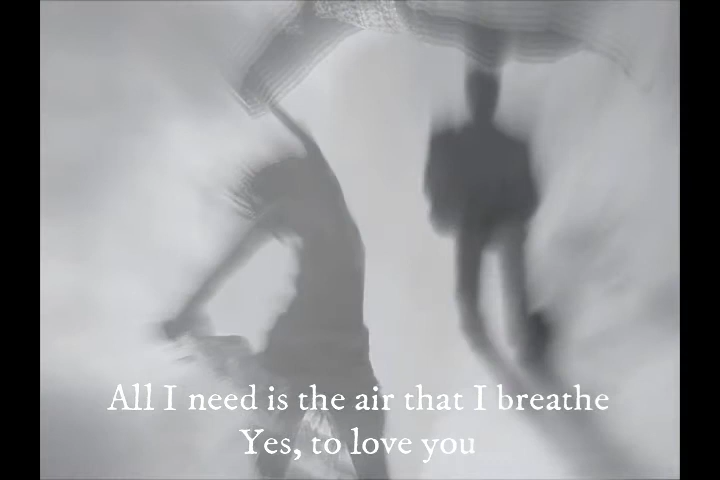 All I need is the air that I breathe
Yes, to love you